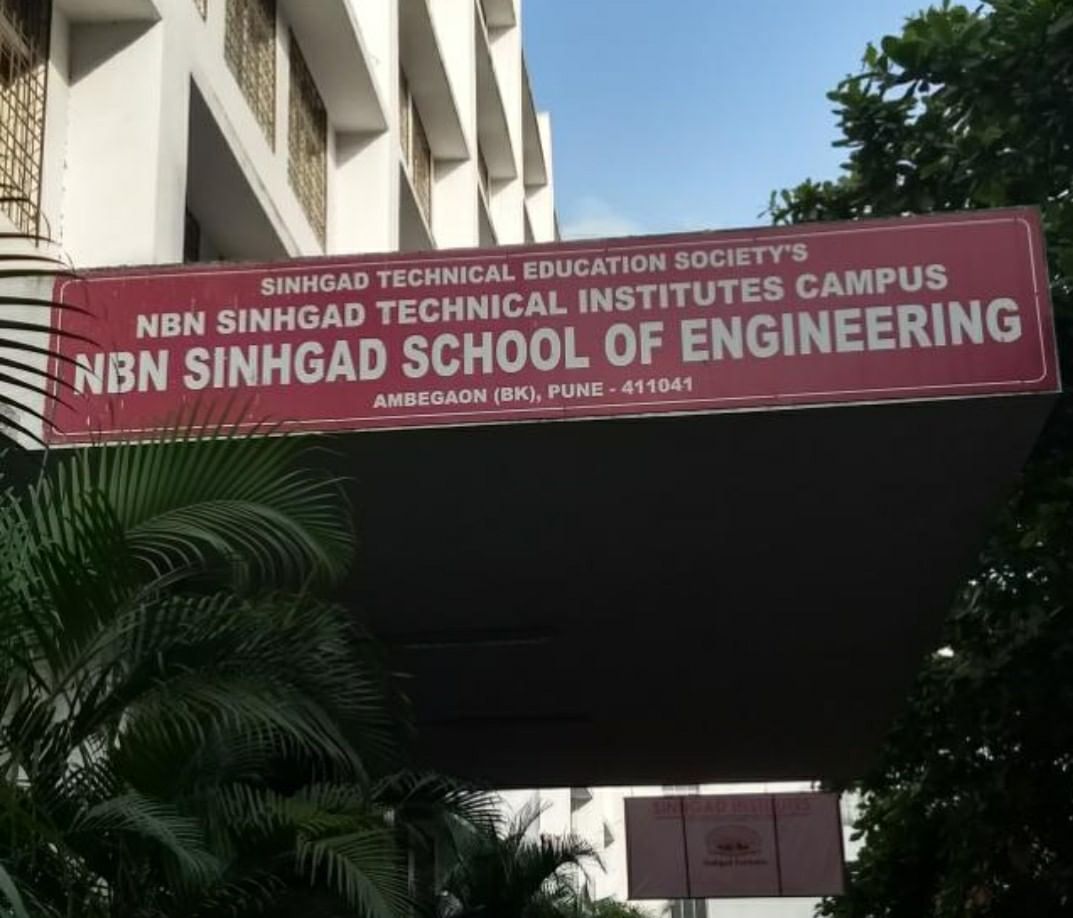 SINHGAD TECHNICAL EDUCATION SOCIETY'S
NBN SINHGAD TECHNICAL INSTITUTES CAMPUS
NBN SINHGAD SCHOOL OF ENGINEERING
AMBEGAON (BK), PUNE - 411041
SINHGAD INSTITUTES